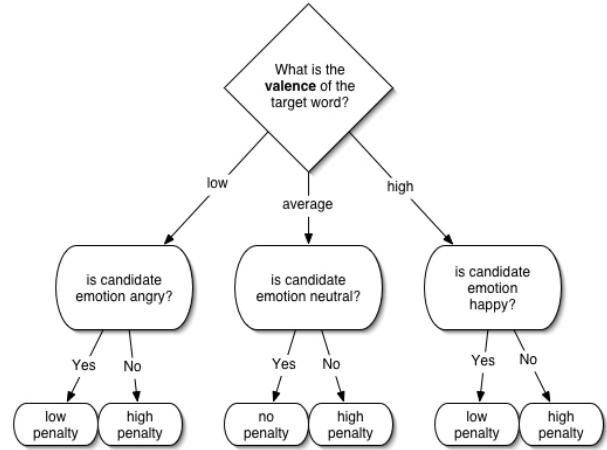 What is the
valence of the
target word?
low
average
high
is candidate
emotion angry?
is candidate
emotion neutral?
is candidate
emotion
happy?
Yes
No
Yes
No
Yes
No
low
penalty
high
penalty
no
penalty
high
penalty
low
penalty
high
penalty